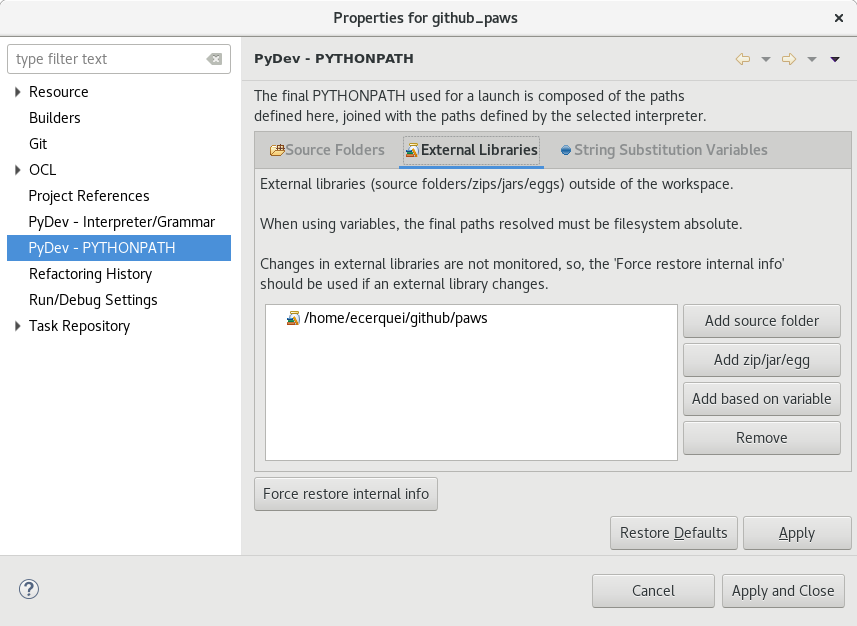 Properties for github_paws
type filter text
Resource
Builders
Git
OCL
Project References
PyDev - Interpreter/Grammar
PyDev - PYTHONPATH
Refactoring History
Run/Debug Settings
Task Repository
PyDev - PYTHONPATH
The final PYTHONPATH used for a launch is composed of the paths
defined here, joined with the paths defined by the selected interpreter.
Source Folders
External Libraries
String Substitution Variables
External libraries (source folders/zips/jars/eggs) outside of the workspace.
When using variables, the final paths resolved must be filesystem absolute.
Changes in external libraries are not monitored, so, the 'Force restore internal info'
should be used if an external library changes.
/home/ecerquei/github/paws
Add source folder
Add zip/jar/egg
Add based on variable
Remove
Force restore internal info
Restore Defaults
Apply
?
Cancel
Apply and Close